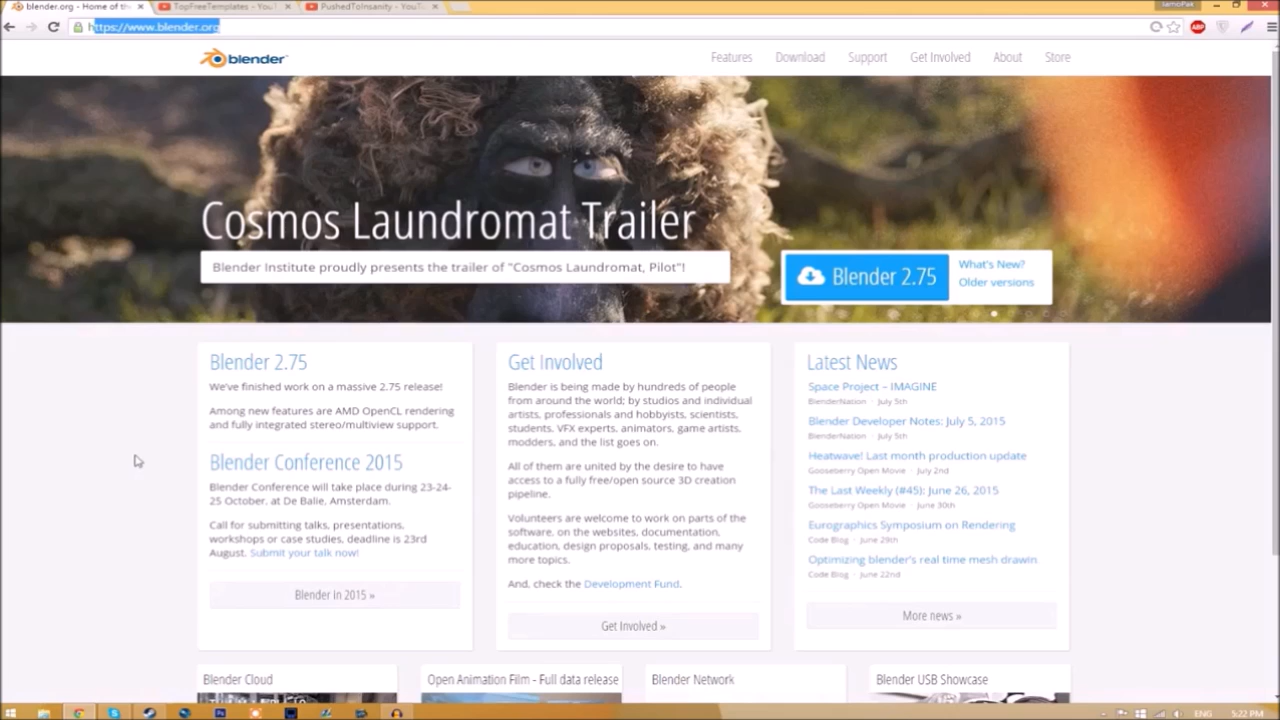 blender.org - Home of th
TopFreeTemplates - YouT
PushedToInsanity - YouT
SamoPak
https://www.blender.org
ABP
blender
Features
Download
Support
Get Involved
About
Store
Cosmos Laundromat Trailer
Blender Institute proudly presents the trailer of "Cosmos Laundromat, Pilot"!
Blender 2.75
What's New?
Older versions
Blender 2.75
We've finished work on a massive 2.75 release!
Among new features are AMD OpenCL rendering
and fully integrated stereo/multiview support.
Blender Conference 2015
Blender Conference will take place during 23-24-
25 October, at De Balie, Amsterdam.
Call for submitting talks, presentations,
workshops or case studies, deadline is 23rd
August. Submit your talk now!
Blender in 2015 »
Get Involved
Blender is being made by hundreds of people
from around the world; by studios and individual
artists, professionals and hobbyists, scientists,
students, VFX experts, animators, game artists,
modders, and the list goes on.
All of them are united by the desire to have
access to a fully free/open source 3D creation
pipeline.
Volunteers are welcome to work on parts of the
software, on the websites, documentation,
education, design proposals, testing, and many
more topics.
And, check the Development Fund.
Get Involved »
Latest News
Space Project – IMAGINE
BlenderNation · July 5th
Blender Developer Notes: July 5, 2015
BlenderNation · July 5th
Heatwave! Last month production update
Gooseberry Open Movie · July 2nd
The Last Weekly (#45): June 26, 2015
Gooseberry Open Movie · June 30th
Eurographics Symposium on Rendering
Code Blog · June 29th
Optimizing blender's real time mesh drawin
Code Blog · June 22nd
More news »
Blender Cloud
Open Animation Film - Full data release
Blender Network
Blender USB Showcase
ENG
5:22 PM